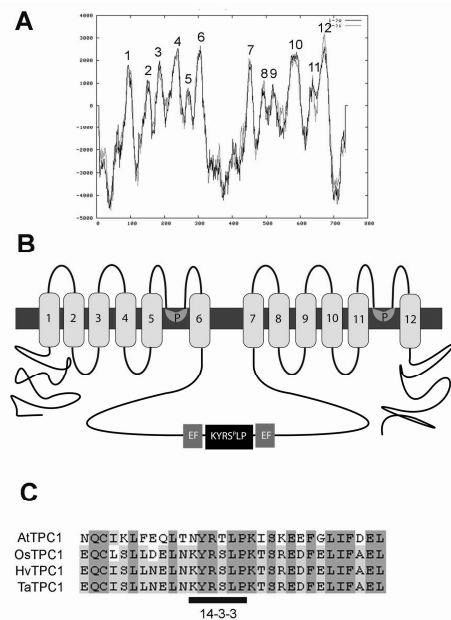 A
4000
3000
2000
1000
0
-1000
-2000
-3000
-4000
-5000
1 2 3 4 5 6 7 8 9 10 11 12
0 100 200 300 400 500 600 700 800
B
1 2 3 4 5 P 6 7 8 9 10 11 P 12
EF KYRSᴾLP EF
C
AtTPC1 NQCIKLFEQLTNYRTLPKISKEEFGLIFDEL
OsTPC1 EQCLSLLDELNKYRSLPKTSREDFELIFAEL
HvTPC1 EQCISLLNELNKYRSLPKTSREDFELIFAEL
TaTPC1 EQCISLLNELNKYRSLPKTSREDFELIFAEL
14-3-3